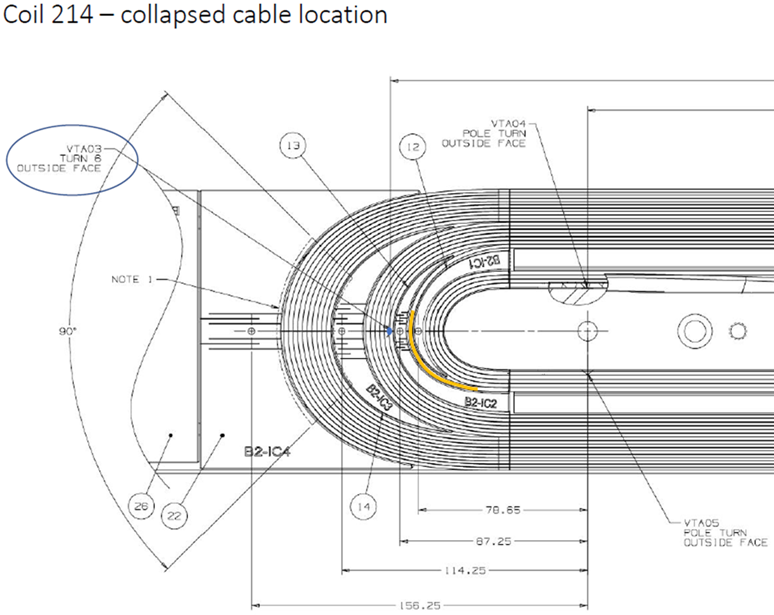 Coil 214 – collapsed cable location
VTA04
POLE TURN
OUTSIDE FACE
VTA03
TURN 6
OUTSIDE FACE
13
12
B2-IC1
NOTE 1
90°
B2-IC3
B2-IC2
B2-IC4
26
22
14
78.65
VTA05
POLE TURN
OUTSIDE FACE
87.25
114.25
156.25